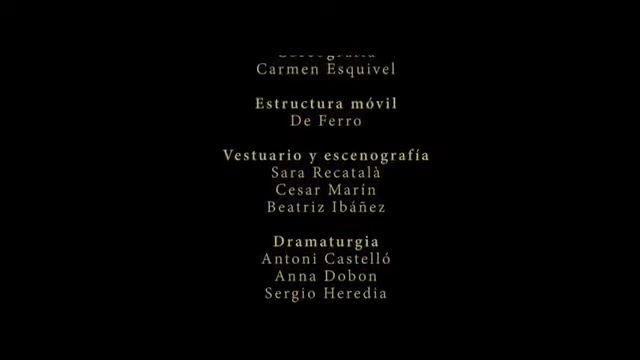 Carmen Esquivel
Estructura móvil
De Ferro
Vestuario y escenografía
Sara Recatalà
Cesar Marín
Beatriz Ibáñez
Dramaturgia
Antoni Castelló
Anna Dobon
Sergio Heredia